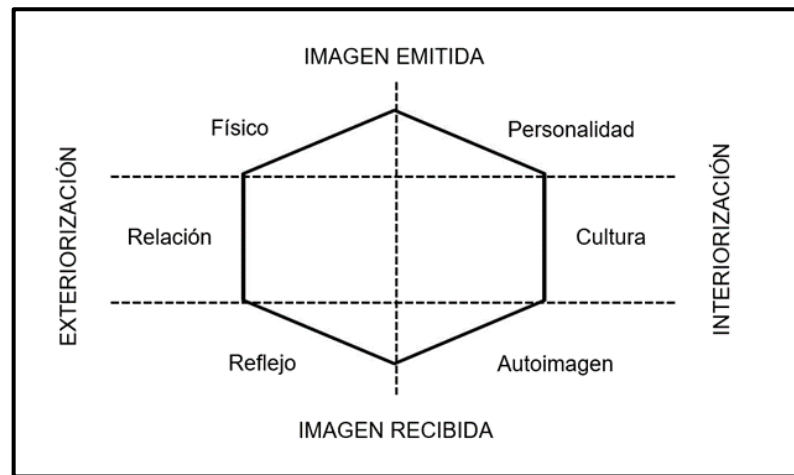 IMAGEN EMITIDA
Físico
Personalidad
EXTERIORIZACIÓN
Relación
Cultura
INTERIORIZACIÓN
Reflejo
Autoimagen
IMAGEN RECIBIDA